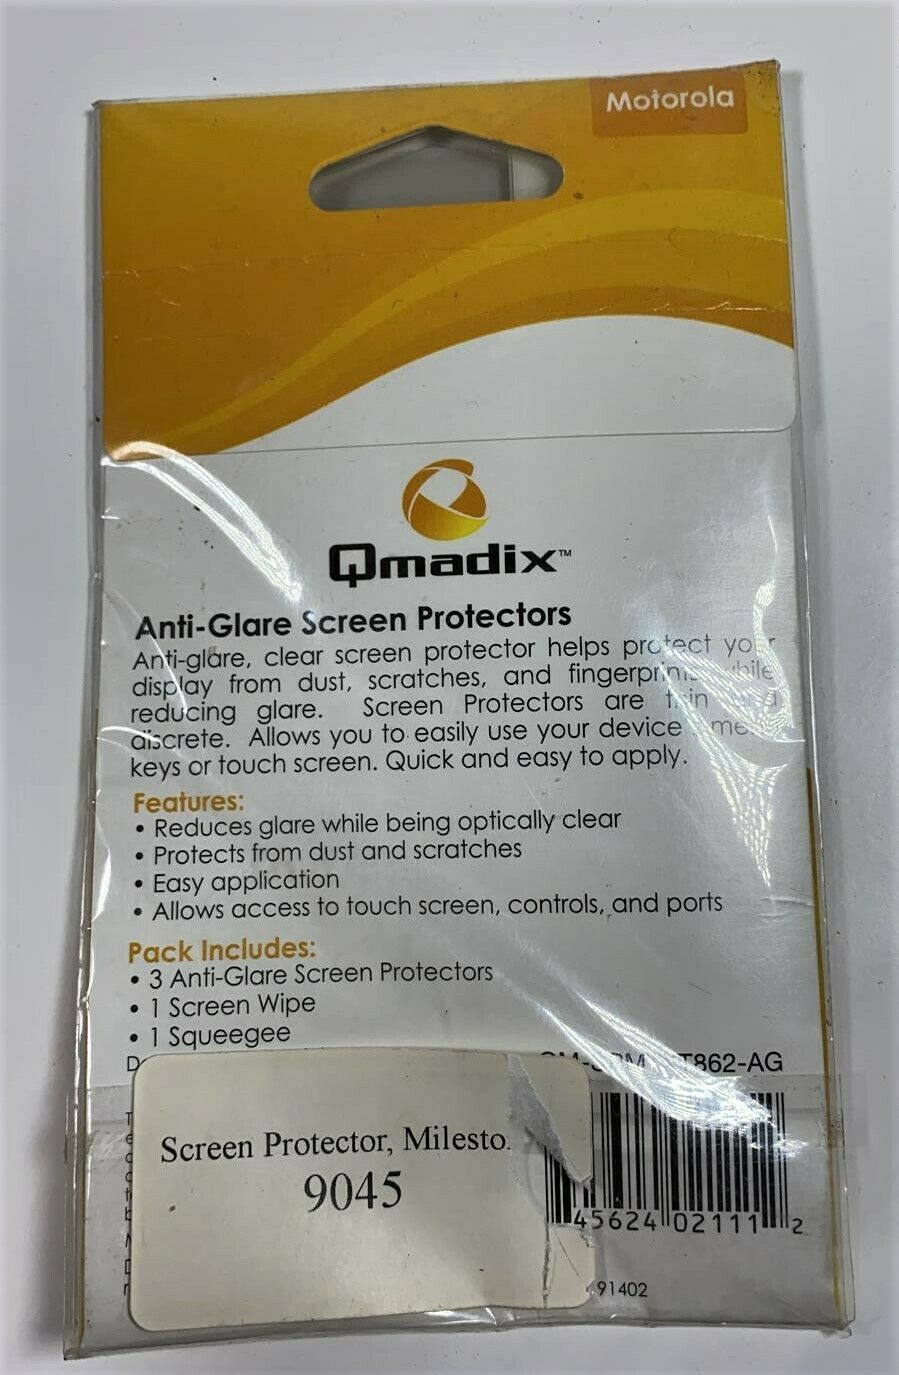 Motorola
Qmadix™
Anti-Glare Screen Protectors
Anti-glare, clear screen protector helps protect your
display from dust, scratches, and fingerprints while
reducing glare. Screen Protectors are thin and
discrete. Allows you to easily use your device
keys or touch screen. Quick and easy to apply.
Features:
• Reduces glare while being optically clear
• Protects from dust and scratches
• Easy application
• Allows access to touch screen, controls, and ports
Pack Includes:
• 3 Anti-Glare Screen Protectors
• 1 Screen Wipe
• 1 Squeegee
T862-AG
Screen Protector, Milesto
9045
45624 02111 2
91402